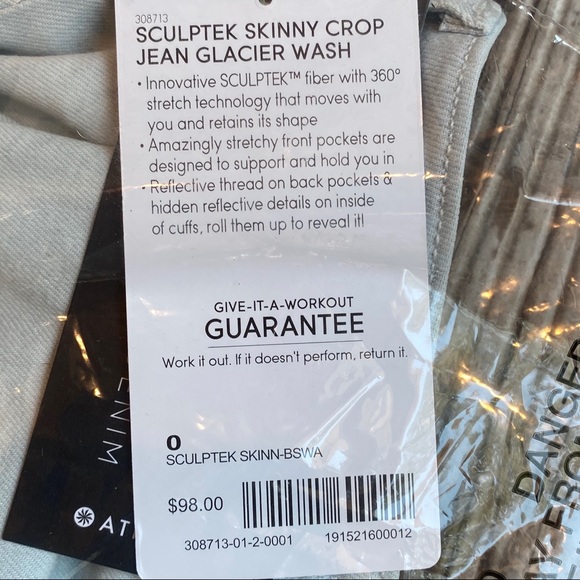 308713
SCULPTEK SKINNY CROP
JEAN GLACIER WASH
• Innovative SCULPTEK™ fiber with 360°
stretch technology that moves with
you and retains its shape
• Amazingly stretchy front pockets are
designed to support and hold you in
• Reflective thread on back pockets &
hidden reflective details on inside
of cuffs, roll them up to reveal it!
GIVE-IT-A-WORKOUT
GUARANTEE
Work it out. If it doesn't perform, return it.
0
SCULPTEK SKINN-BSWA
$98.00
308713-01-2-0001 191521600012
ENIM
AT
DANGER